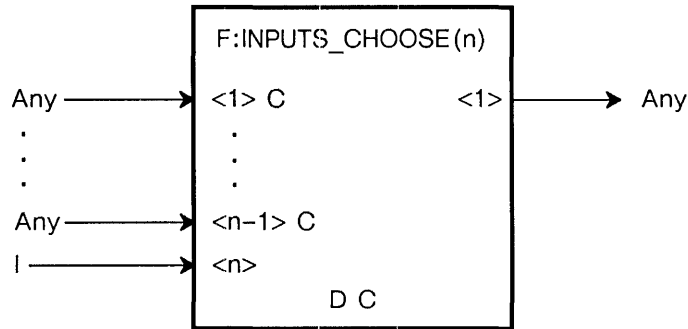 F:INPUTS_CHOOSE(n)
Any <1> C <1> Any
. .
. .
. .
Any <n-1> C
I <n>
D C